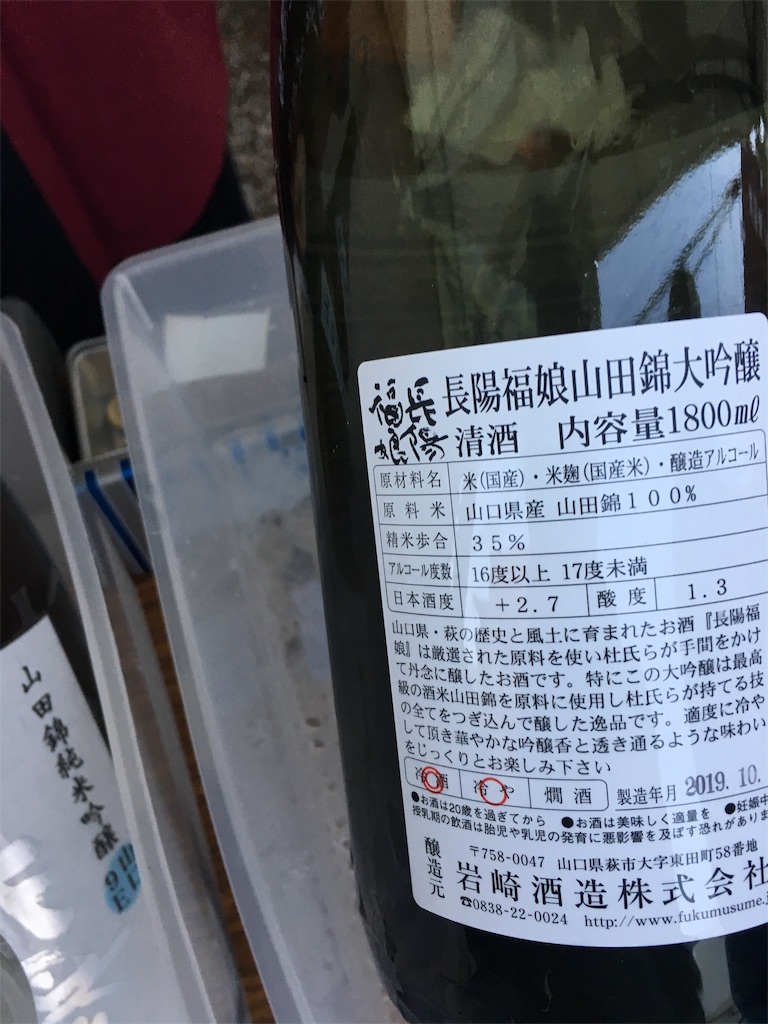 長陽福娘
長陽福娘山田錦大吟醸
清酒 内容量1800mℓ
原材料名 米(国産)・米麹(国産米)・醸造アルコール
原料米 山口県産 山田錦100%
精米歩合 35%
アルコール度数 16度以上 17度未満
日本酒度 +2.7 酸度 1.3
山口県・萩の歴史と風土に育まれたお酒『長陽福
娘』は厳選された原料を使い杜氏らが手間をかけ
て丹念に醸したお酒です。特にこの大吟醸は最高
級の酒米山田錦を原料に使用し杜氏らが持てる技
の全てをつぎ込んで醸した逸品です。適度に冷や
して頂き華やかな吟醸香と透き通るような味わい
をじっくりとお楽しみ下さい
冷酒 冷や 燗酒 製造年月 2019.10.
●お酒は20歳を過ぎてから ●お酒は美味しく適量を ●妊娠中
授乳期の飲酒は胎児や乳児の発育に悪影響を及ぼす恐れがありま
醸造元 〒758-0047 山口県萩市大字東田町58番地
岩崎酒造株式会社
☎0838-22-0024 http://www.fukumusume.j
山田錦純米吟醸